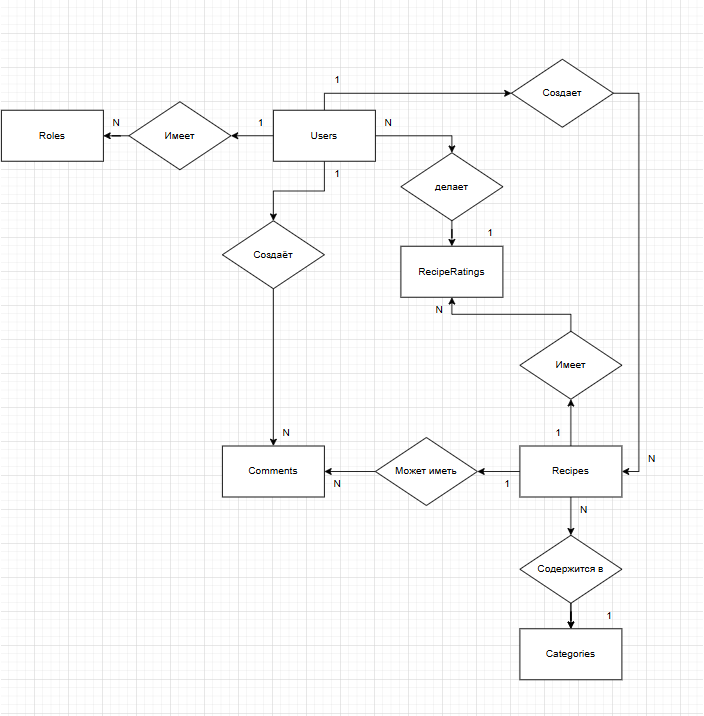 1
Создает
N
Имеет
1
Roles
Users
N
1
делает
1
Создаёт
RecipeRatings
N
Имеет
N
1
N
Comments
Может иметь
Recipes
N
1
N
Содержится в
1
Categories